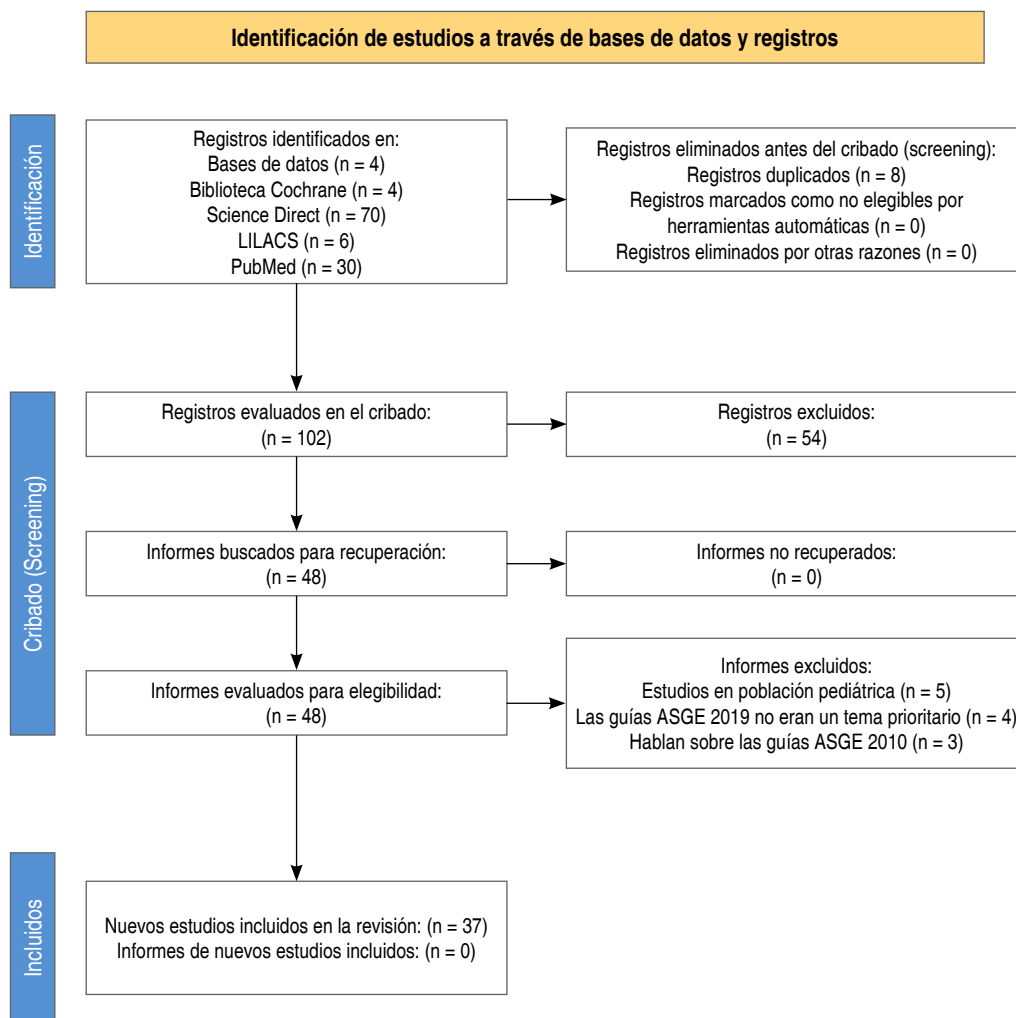 Identificación de estudios a través de bases de datos y registros
Identificación
Registros identificados en:
Bases de datos (n = 4)
Biblioteca Cochrane (n = 4)
Science Direct (n = 70)
LILACS (n = 6)
PubMed (n = 30)
Registros eliminados antes del cribado (screening):
Registros duplicados (n = 8)
Registros marcados como no elegibles por
herramientas automáticas (n = 0)
Registros eliminados por otras razones (n = 0)
Cribado (Screening)
Registros evaluados en el cribado:
(n = 102)
Registros excluidos:
(n = 54)
Informes buscados para recuperación:
(n = 48)
Informes no recuperados:
(n = 0)
Informes evaluados para elegibilidad:
(n = 48)
Informes excluidos:
Estudios en población pediátrica (n = 5)
Las guías ASGE 2019 no eran un tema prioritario (n = 4)
Hablan sobre las guías ASGE 2010 (n = 3)
Incluidos
Nuevos estudios incluidos en la revisión: (n = 37)
Informes de nuevos estudios incluidos: (n = 0)